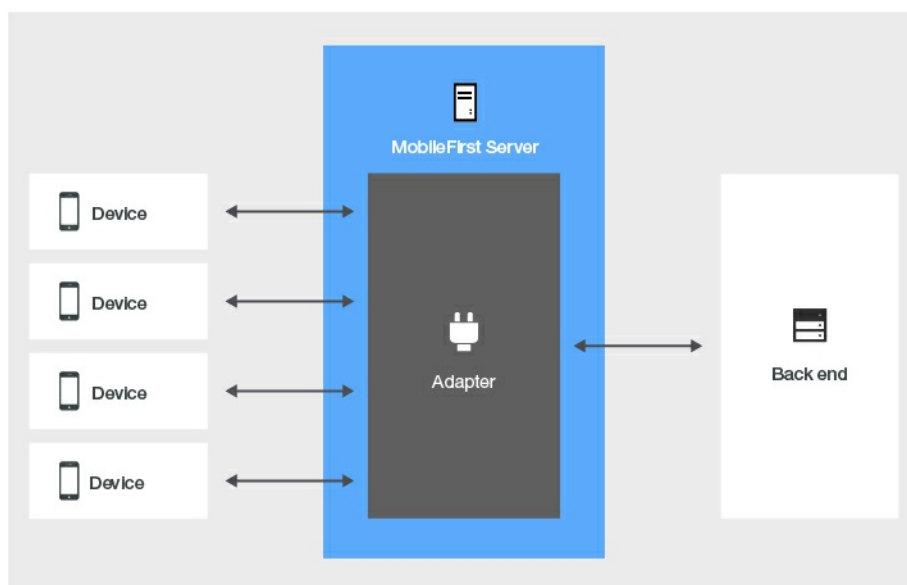 MobileFirst Server
Device
Device
Device
Device
Adapter
Back end